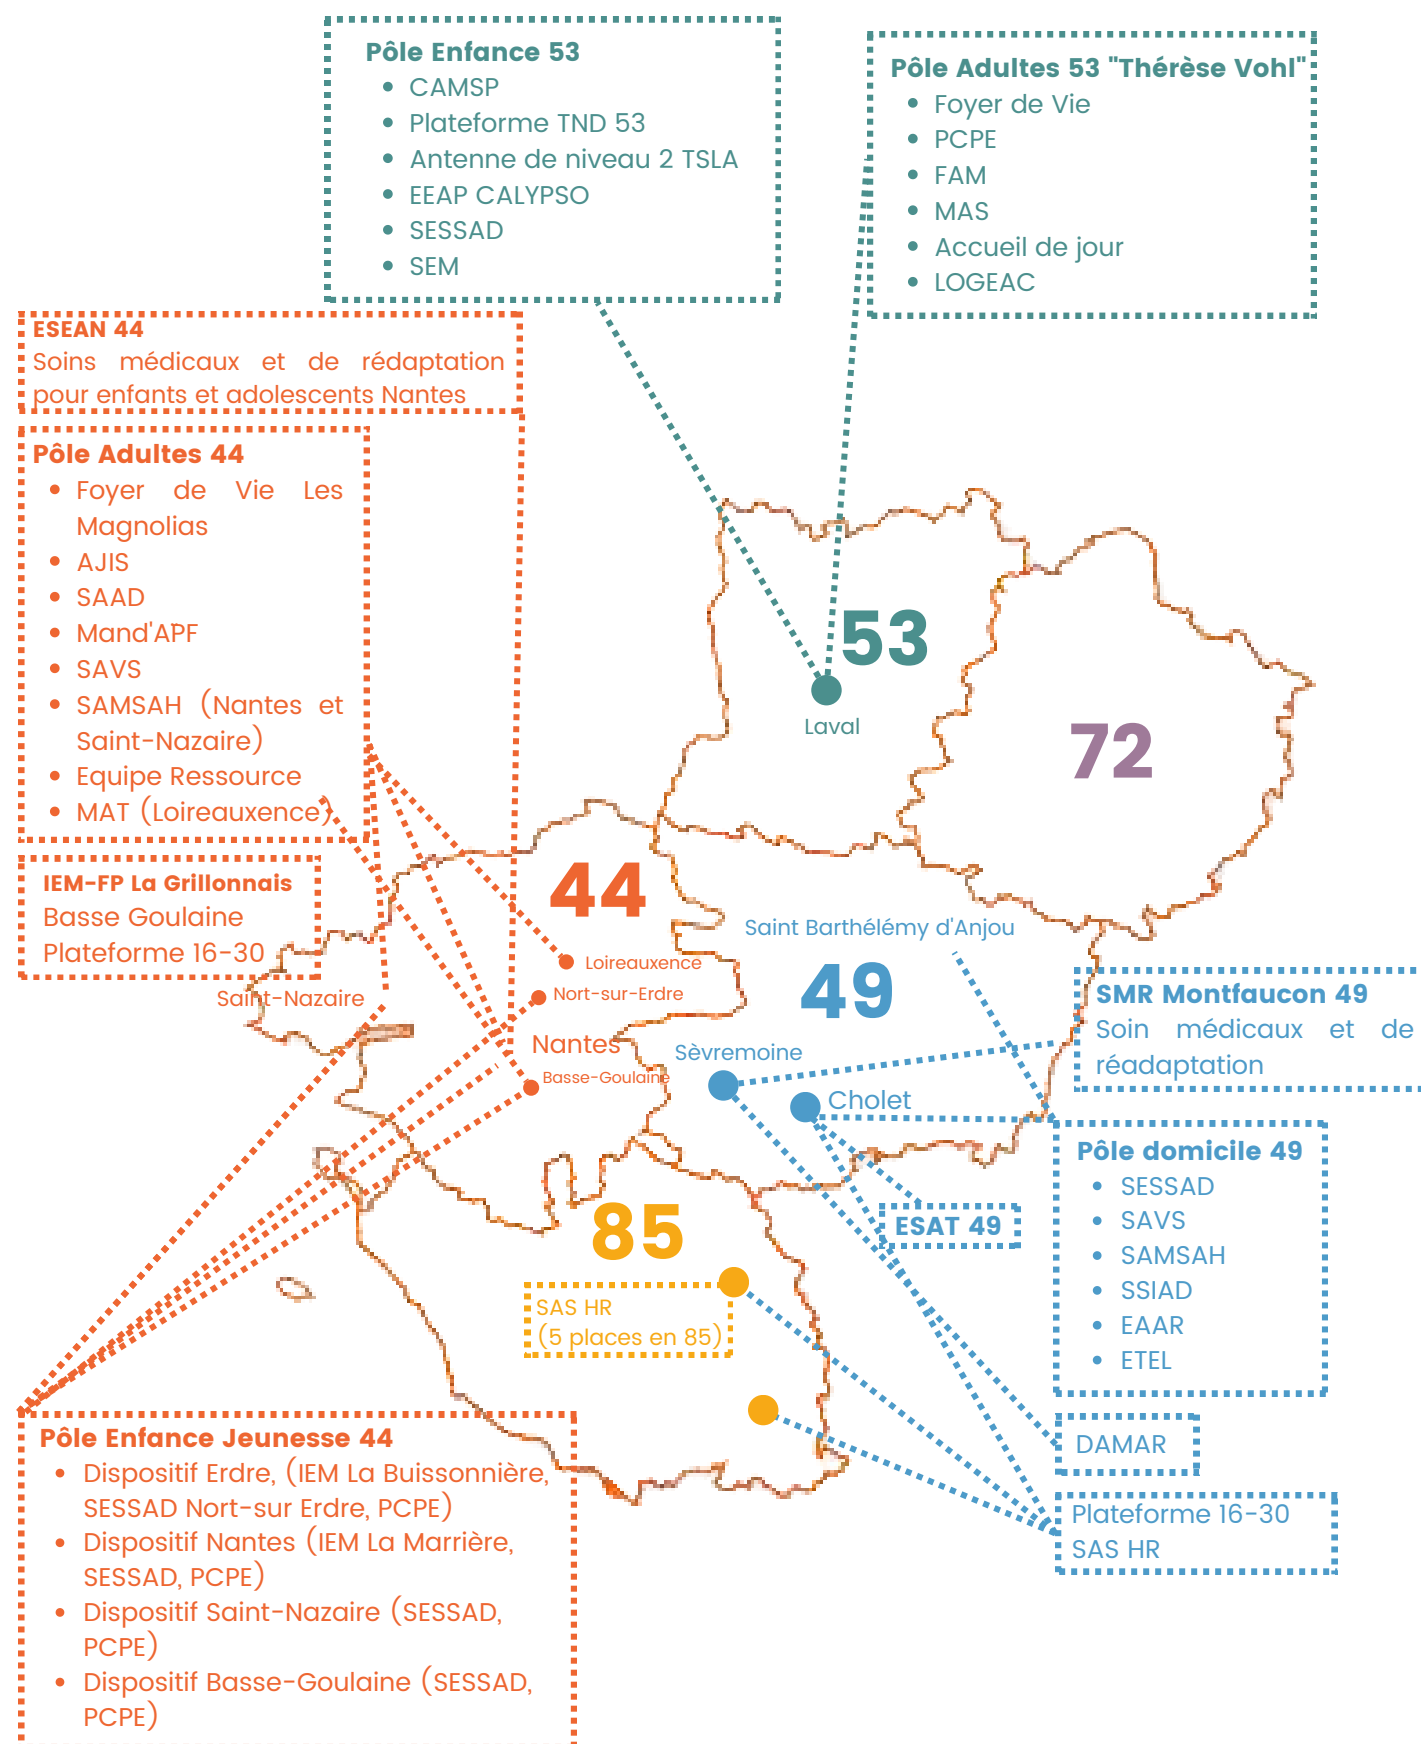 Pôle Enfance 53
CAMSP
Plateforme TND 53
Antenne de niveau 2 TSLA
EEAP CALYPSO
SESSAD
SEM
Pôle Adultes 53 "Thérèse Vohl"
Foyer de Vie
PCPE
FAM
MAS
Accueil de jour
LOGEAC
ESEAN 44
Soins médicaux et de rédaptation
pour enfants et adolescents Nantes
Pôle Adultes 44
Foyer de Vie Les
Magnolias
AJIS
SAAD
Mand'APF
SAVS
SAMSAH (Nantes et
Saint-Nazaire)
Equipe Ressource
MAT (Loireauxence)
IEM-FP La Grillonnais
Basse Goulaine
Plateforme 16-30
53
Laval
72
44
Saint Barthélémy d'Anjou
49
Loireauxence
Nort-sur-Erdre
Saint-Nazaire
Nantes
Basse-Goulaine
Sèvremoine
Cholet
SMR Montfaucon 49
Soin médicaux et de
réadaptation
Pôle domicile 49
SESSAD
SAVS
SAMSAH
SSIAD
EAAR
ETEL
ESAT 49
85
SAS HR
(5 places en 85)
DAMAR
Plateforme 16-30
SAS HR
Pôle Enfance Jeunesse 44
Dispositif Erdre, (IEM La Buissonnière,
SESSAD Nort-sur Erdre, PCPE)
Dispositif Nantes (IEM La Marrière,
SESSAD, PCPE)
Dispositif Saint-Nazaire (SESSAD,
PCPE)
Dispositif Basse-Goulaine (SESSAD,
PCPE)